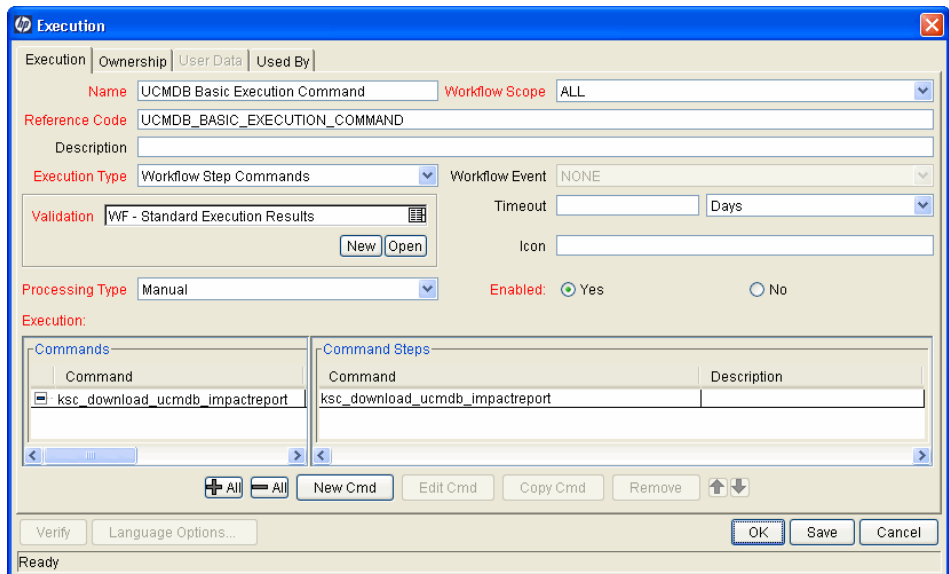 Execution
Execution Ownership User Data Used By
Name UCMDB Basic Execution Command Workflow Scope ALL
Reference Code UCMDB_BASIC_EXECUTION_COMMAND
Description
Execution Type Workflow Step Commands Workflow Event NONE
Validation WF - Standard Execution Results Timeout Days
New Open Icon
Processing Type Manual Enabled: Yes No
Execution:
Commands Command Steps
Command Command Description
ksc_download_ucmdb_impactreport ksc_download_ucmdb_impactreport
All All New Cmd Edit Cmd Copy Cmd Remove
Verify Language Options... OK Save Cancel
Ready